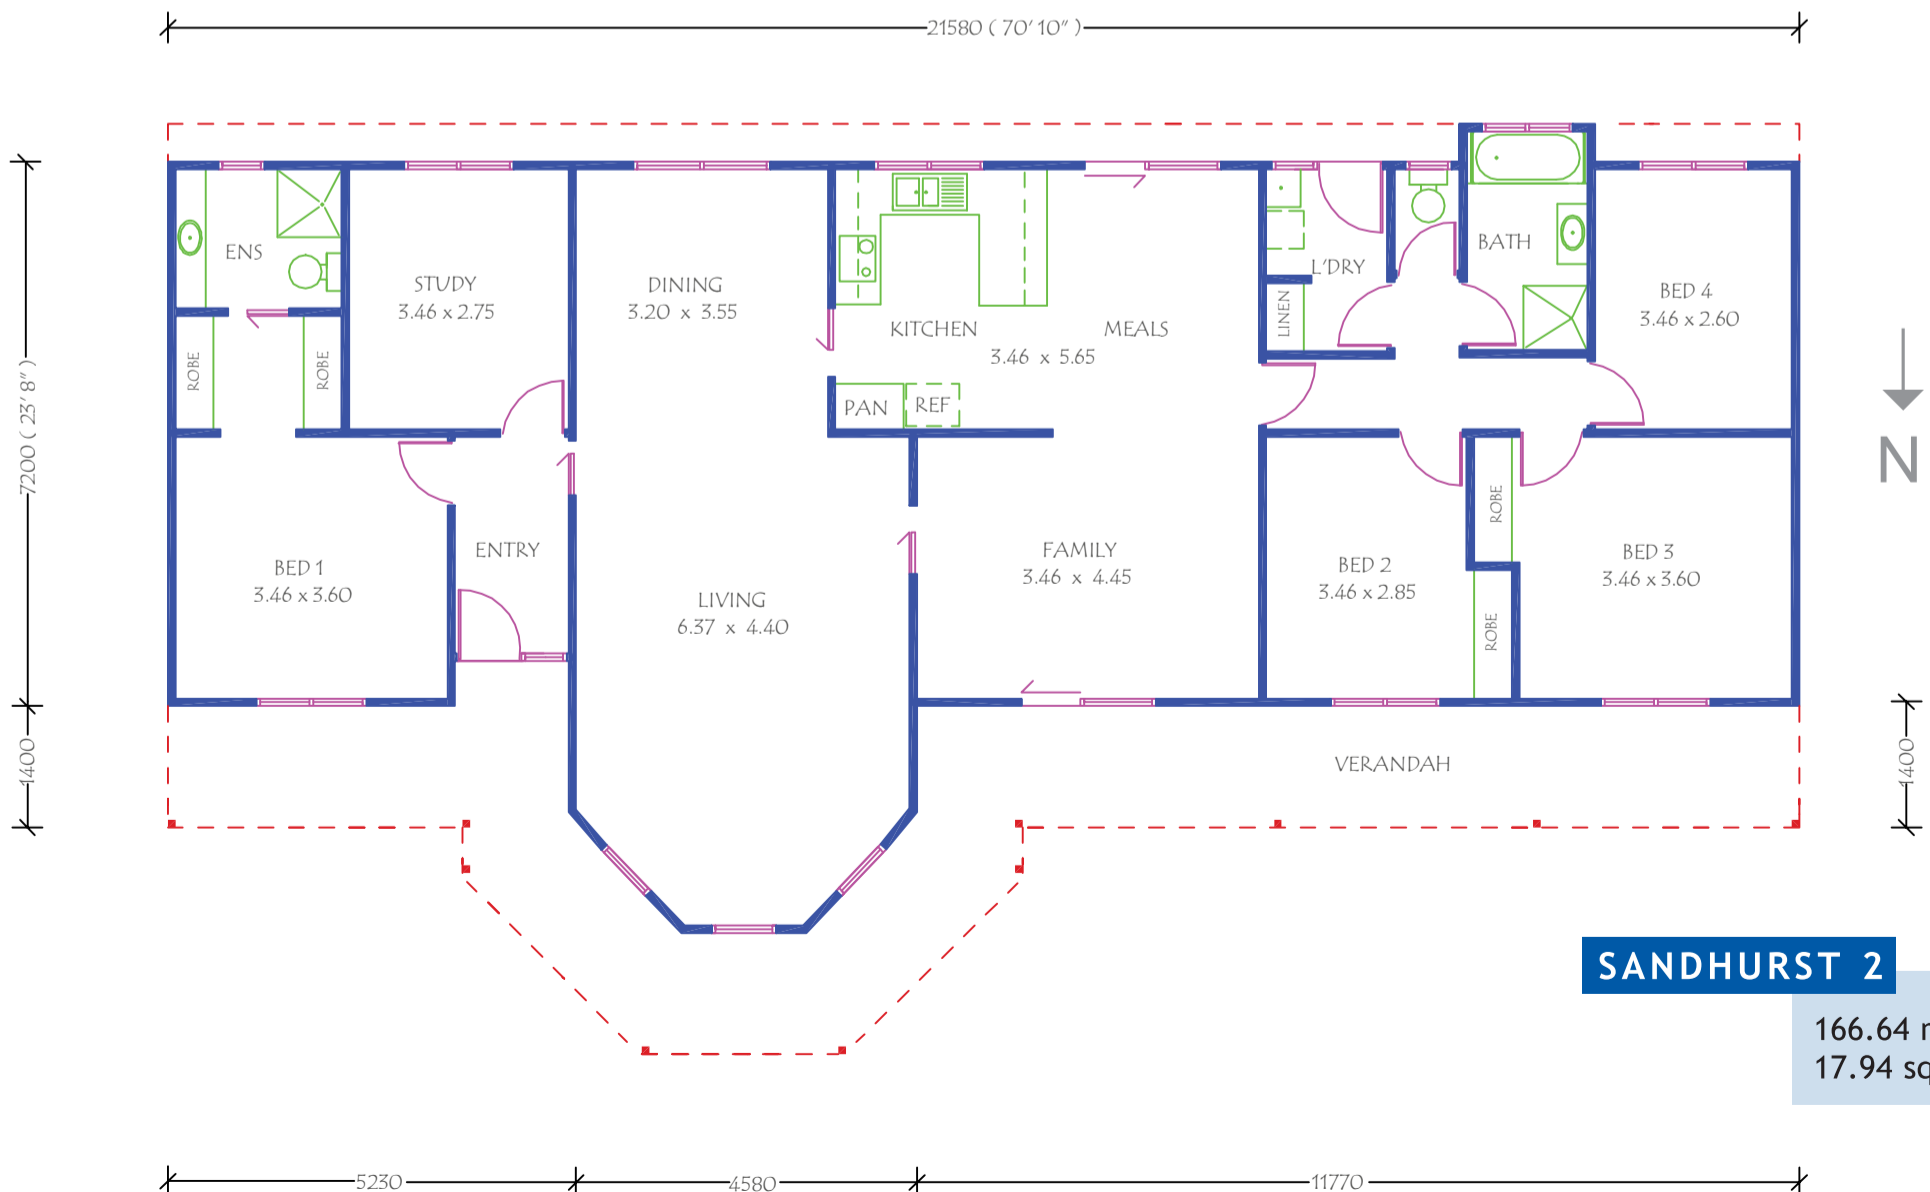 21580 ( 70' 10" )
7200 ( 23' 8" )
1400
ENS
ROBE
ROBE
STUDY
3.46 x 2.75
DINING
3.20 x 3.55
KITCHEN
MEALS
3.46 x 5.65
PAN
REF
L'DRY
LINEN
BATH
BED 4
3.46 x 2.60
N
BED 1
3.46 x 3.60
ENTRY
LIVING
6.37 x 4.40
FAMILY
3.46 x 4.45
BED 2
3.46 x 2.85
ROBE
ROBE
BED 3
3.46 x 3.60
VERANDAH
1400
SANDHURST 2
166.64
17.94
5230
4580
11770